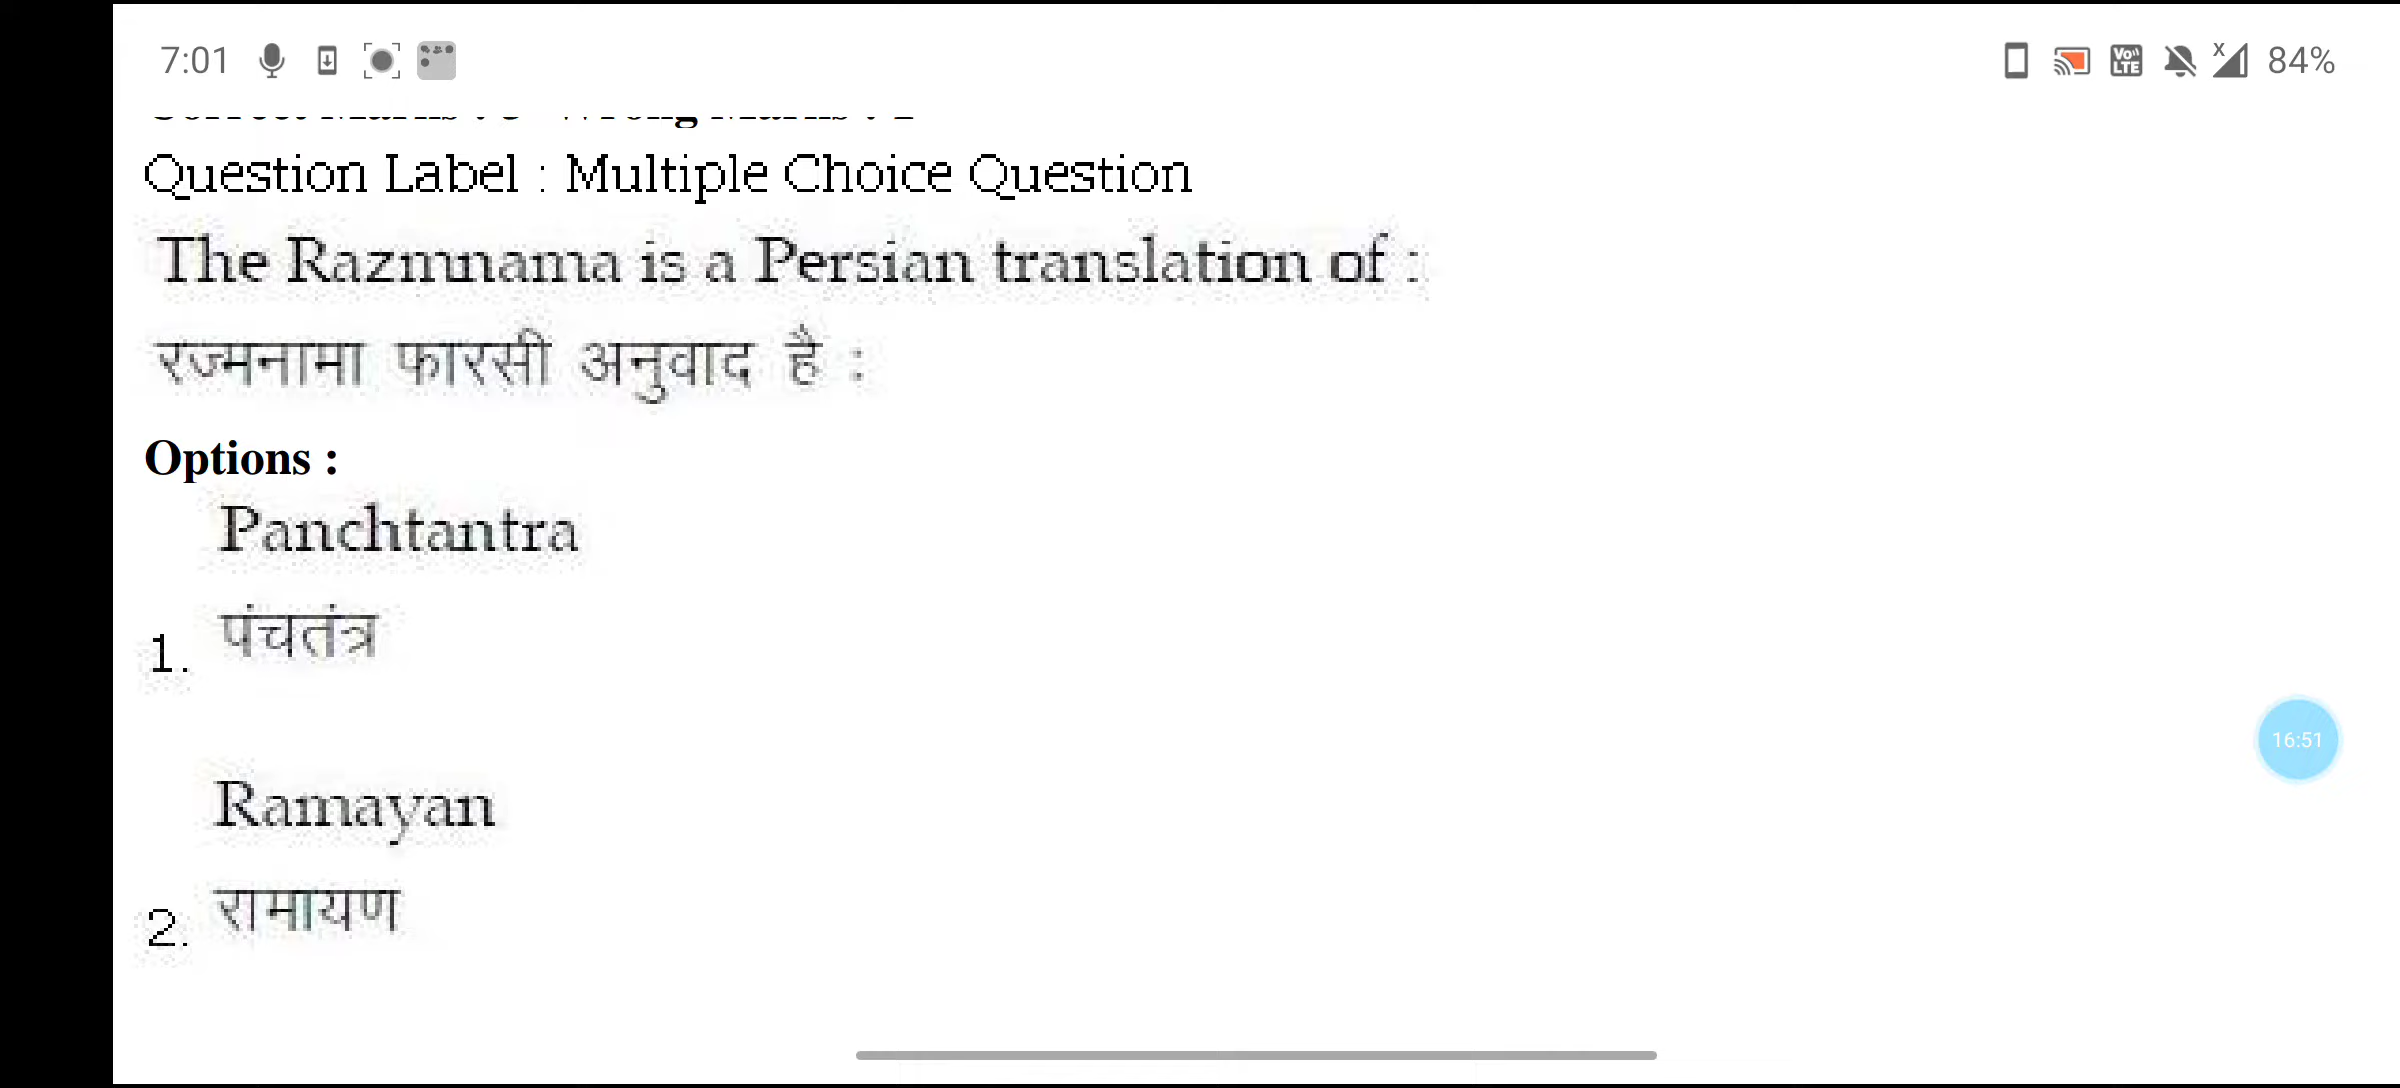 7:01 84%
Question Label : Multiple Choice Question
The Razmnama is a Persian translation of :
रज्मनामा फारसी अनुवाद है :
Options :
Panchtantra
1. पंचतंत्र
16:51
Ramayan
2. रामायण